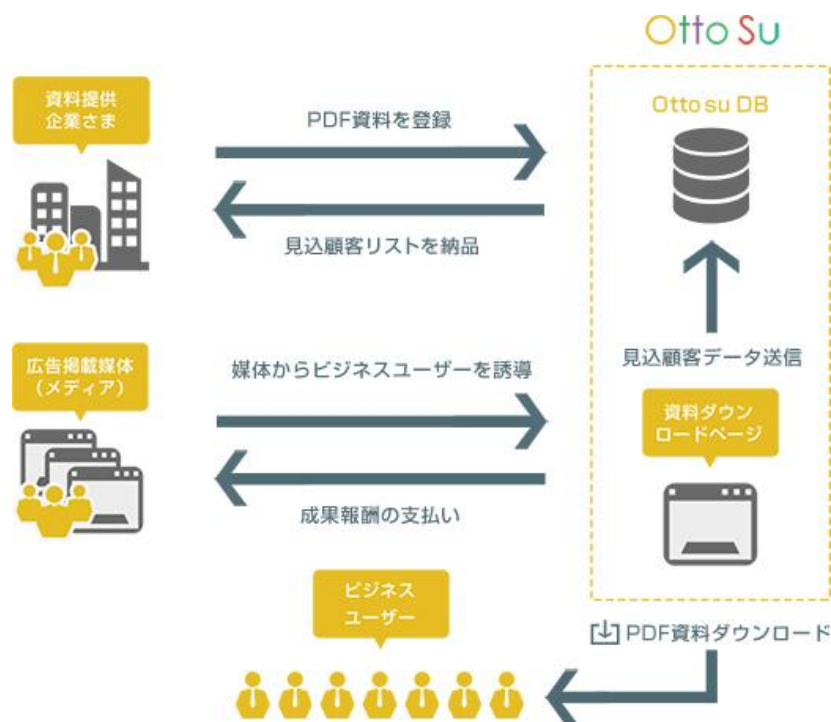 Otto Su
資料提供
企業さま
PDF資料を登録
Otto su DB
見込顧客リストを納品
広告掲載媒体
(メディア)
媒体からビジネスユーザーを誘導
見込顧客データ送信
資料ダウン
ロードページ
成果報酬の支払い
ビジネス
ユーザー
PDF資料ダウンロード